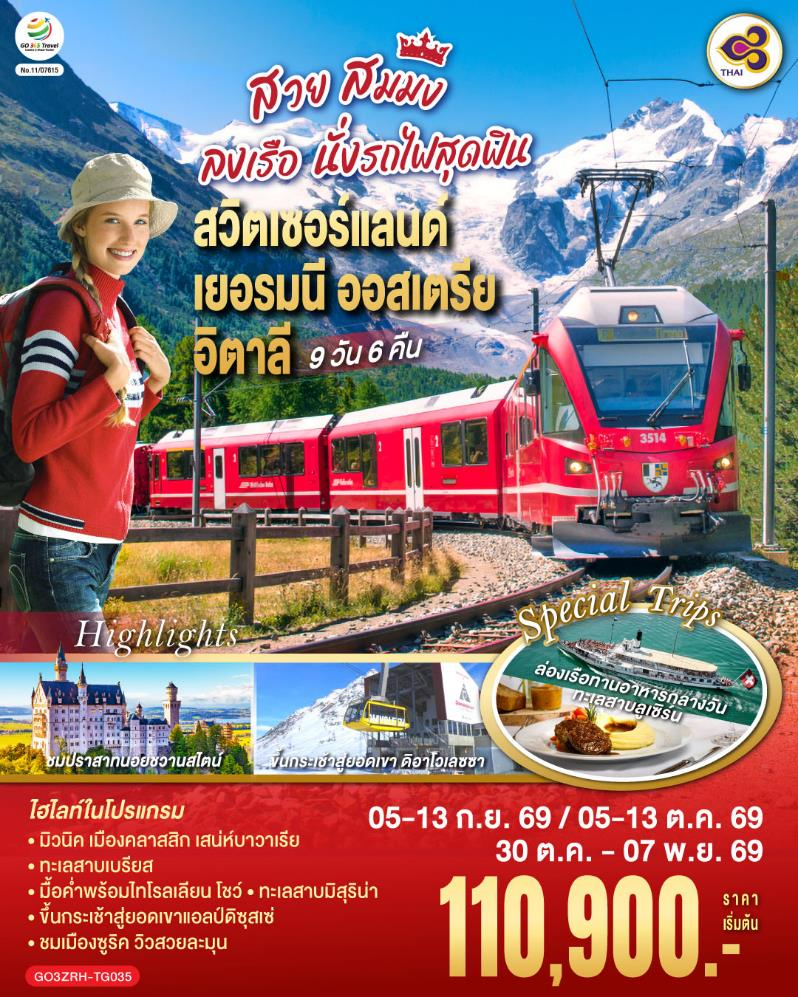 GO 365 Travel
No.11/07615
THAI
สวย สมมง
ลงเรือ นั่งรถไฟสุดฟิน
สวิตเซอร์แลนด์
เยอรมนี ออสเตรีย
อิตาลี 9 วัน 6 คืน
3514
Highlights
Special Trips
ล่องเรือทานอาหารกลางวัน
ทะเลสาบลูเซิร์น
ชมปราสาทนอยชวานสไตน์
ขึ้นกระเช้าสู่ยอดเขา ดิอาโวเลซซา
ไฮไลท์ในโปรแกรม
• มิวนิค เมืองคลาสสิก เสน่ห์บาวาเรีย
• ทะเลสาบเบรียส
• มื้อค่ำพร้อมไทโรลเลียน โชว์ • ทะเลสาบมิสุริน่า
• ขึ้นกระเช้าสู่ยอดเขาแอลป์ดิซุสเซ่
• ชมเมืองซูริค วิวสวยละมุน
05-13 ก.ย. 69 / 05-13 ต.ค. 69
30 ต.ค. - 07 พ.ย. 69
110,900.-
ราคา
เริ่มต้น
GO3ZRH-TG035